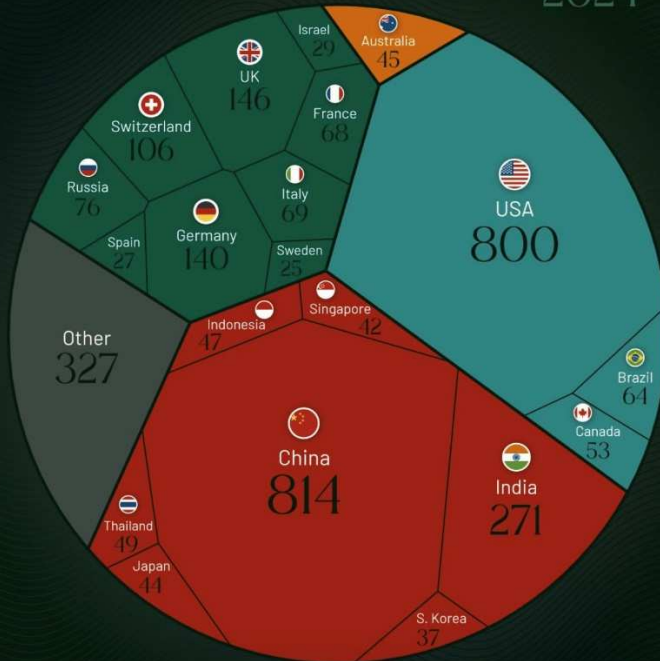 2024
Israel
29
Australia
45
UK
146
France
68
Switzerland
106
Russia
76
Italy
69
Germany
140
Spain
27
Sweden
25
USA
800
Other
327
Indonesia
47
Singapore
42
Brazil
64
Canada
53
China
814
India
271
Thailand
49
Japan
44
S. Korea
37